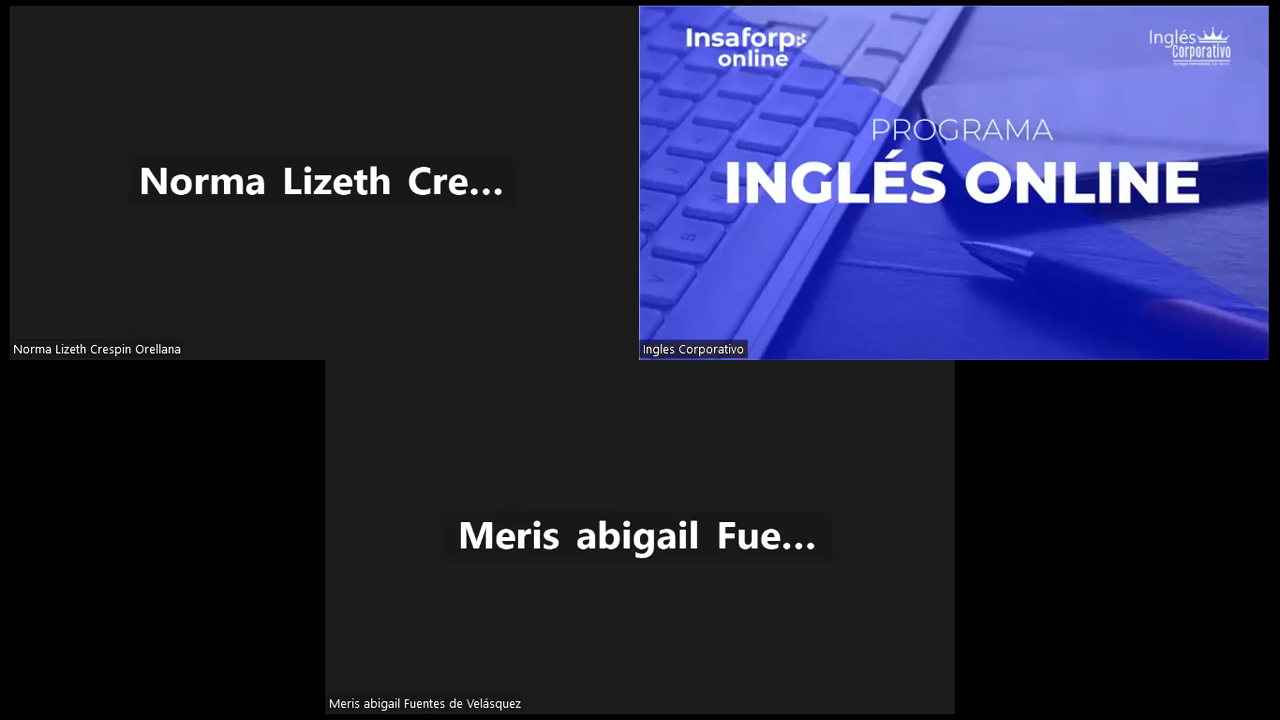 Norma Lizeth Cre...
Norma Lizeth Crespin Orellana
Insaforp
online
Inglés
Corporativo
PROGRAMA
INGLÉS ONLINE
Ingles Corporativo
Meris abigail Fue...
Meris abigail Fuentes de Velásquez